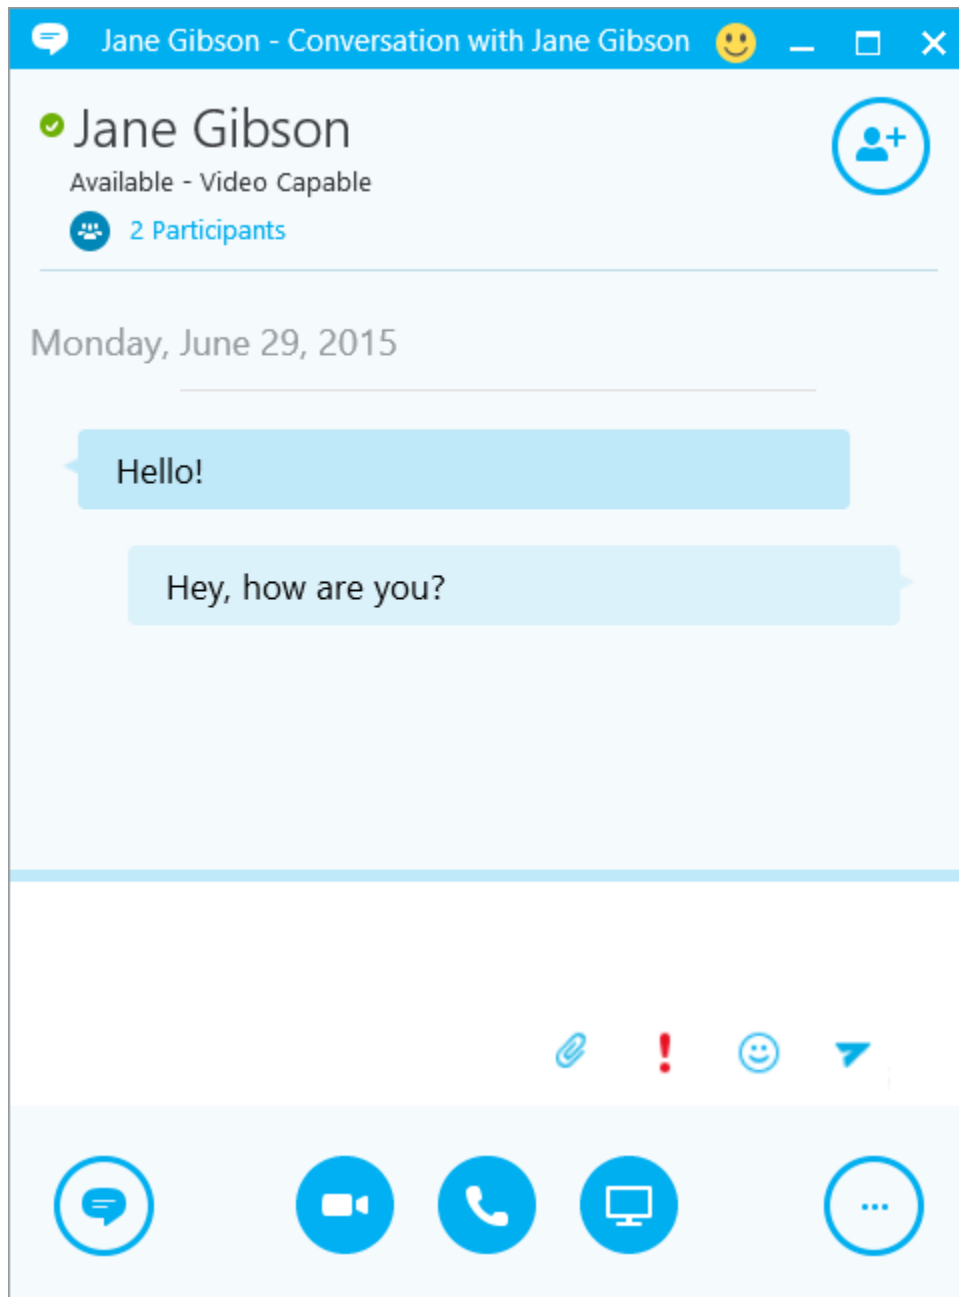 Jane Gibson - Conversation with Jane Gibson
Jane Gibson
Available - Video Capable
2 Participants
Monday, June 29, 2015
Hello!
Hey, how are you?